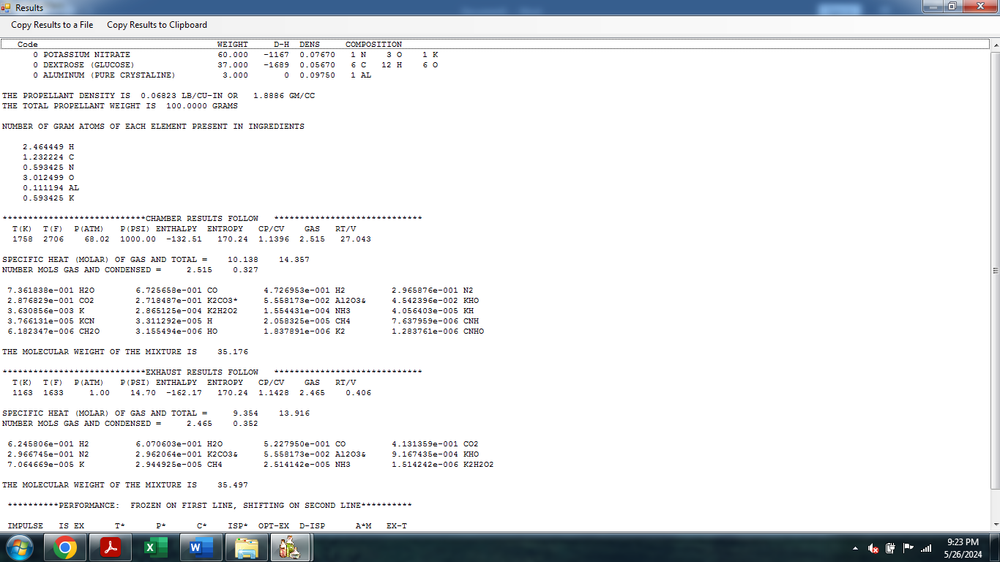 Results
Copy Results to a File Copy Results to Clipboard
Code WEIGHT D-H DENS COMPOSITION
0 POTASSIUM NITRATE 60.000 -1167 0.07670 1 N 3 O 1 K
0 DEXTROSE (GLUCOSE) 37.000 -1689 0.05670 6 C 12 H 6 O
0 ALUMINUM (PURE CRYSTALINE) 3.000 0 0.09750 1 AL
THE PROPELLANT DENSITY IS 0.06823 LB/CU-IN OR 1.8886 GM/CC
THE TOTAL PROPELLANT WEIGHT IS 100.0000 GRAMS
NUMBER OF GRAM ATOMS OF EACH ELEMENT PRESENT IN INGREDIENTS
2.464449 H
1.232224 C
0.593425 N
3.012499 O
0.111194 AL
0.593425 K
****************************CHAMBER RESULTS FOLLOW *****************************
T(K) T(F) P(ATM) P(PSI) ENTHALPY ENTROPY CP/CV GAS RT/V
1758 2706 68.02 1000.00 -132.51 170.24 1.1396 2.515 27.043
SPECIFIC HEAT (MOLAR) OF GAS AND TOTAL = 10.138 14.357
NUMBER MOLS GAS AND CONDENSED = 2.515 0.327
7.361838e-001 H2O 6.725658e-001 CO 4.726953e-001 H2 2.965876e-001 N2
2.876829e-001 CO2 2.718487e-001 K2CO3* 5.558173e-002 Al2O3& 4.542396e-002 KHO
3.630856e-003 K 2.865125e-004 K2H2O2 1.554431e-004 NH3 4.056403e-005 KH
3.766131e-005 KCN 3.311292e-005 H 2.058325e-005 CH4 7.637959e-006 CNH
6.182347e-006 CH2O 3.155494e-006 HO 1.837891e-006 K2 1.283761e-006 CNHO
THE MOLECULAR WEIGHT OF THE MIXTURE IS 35.176
****************************EXHAUST RESULTS FOLLOW *****************************
T(K) T(F) P(ATM) P(PSI) ENTHALPY ENTROPY CP/CV GAS RT/V
1163 1633 1.00 14.70 -162.17 170.24 1.1428 2.465 0.406
SPECIFIC HEAT (MOLAR) OF GAS AND TOTAL = 9.354 13.916
NUMBER MOLS GAS AND CONDENSED = 2.465 0.352
6.245806e-001 H2 6.070603e-001 H2O 5.227950e-001 CO 4.131359e-001 CO2
2.966745e-001 N2 2.962064e-001 K2CO3& 5.558173e-002 Al2O3& 9.167435e-004 KHO
7.064669e-005 K 2.944925e-005 CH4 2.514142e-005 NH3 1.514242e-006 K2H2O2
THE MOLECULAR WEIGHT OF THE MIXTURE IS 35.497
**********PERFORMANCE: FROZEN ON FIRST LINE, SHIFTING ON SECOND LINE**********
IMPULSE IS EX T* P* C* ISP* OPT-EX D-ISP A*M EX-T
9:23 PM
5/26/2024